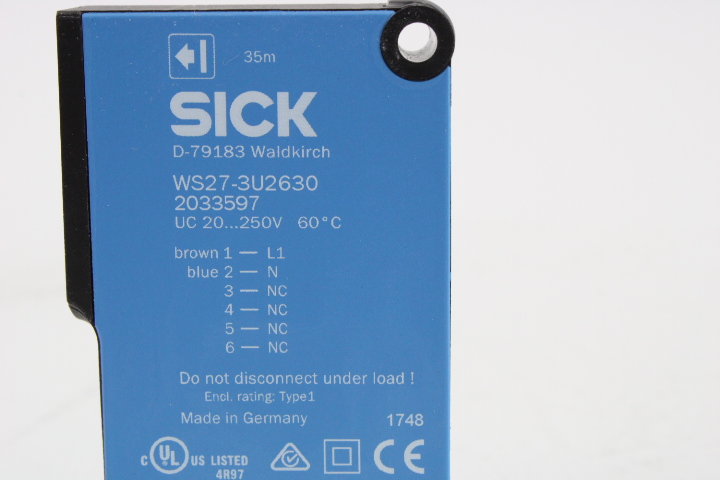 35m
SICK
D-79183 Waldkirch
WS27-3U2630
2033597
UC 20...250V 60°C
brown 1 — L1
blue 2 — N
3 — NC
4 — NC
5 — NC
6 — NC
Do not disconnect under load !
Encl. rating: Type1
Made in Germany 1748
C UL US LISTED CE
4R97